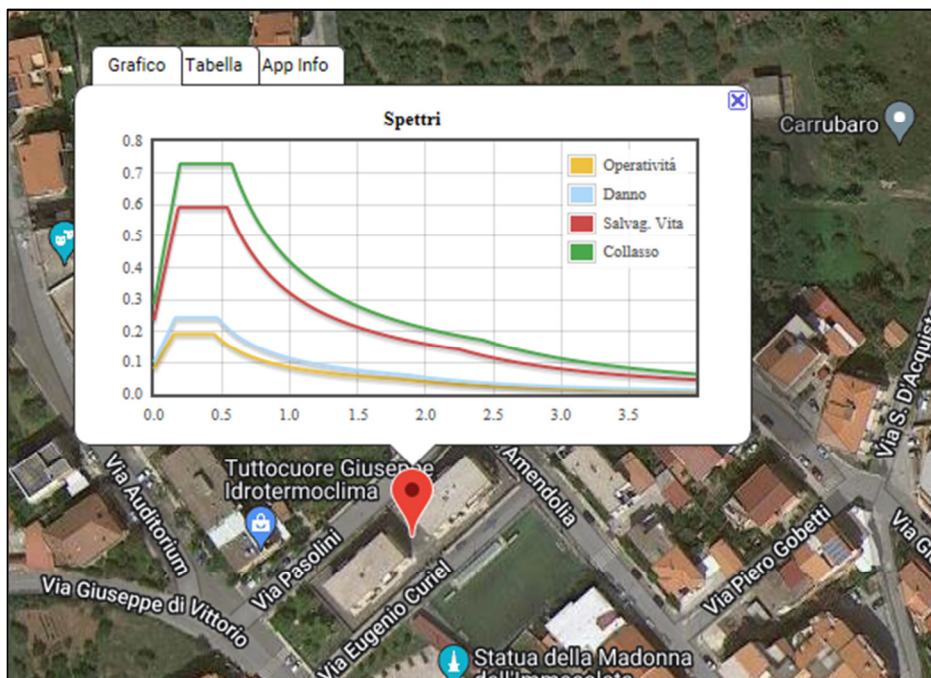 Grafico
Tabella
App Info
Spettri
0.8
0.7
0.6
0.5
0.4
0.3
0.2
0.1
0.0
0.0
0.5
1.0
1.5
2.0
2.5
3.0
3.5
Operativitá
Danno
Salvag. Vita
Collasso
Carrubaro
Via S. D'Acquisto
Tuttocuore Giuseppe
Idrotermoclima
Amendolia
Via Auditorium
Via Pasolini
Via Piero Gobetti
Via Giuseppe di Vittorio
Via Eugenio Curiel
Statua della Madonna